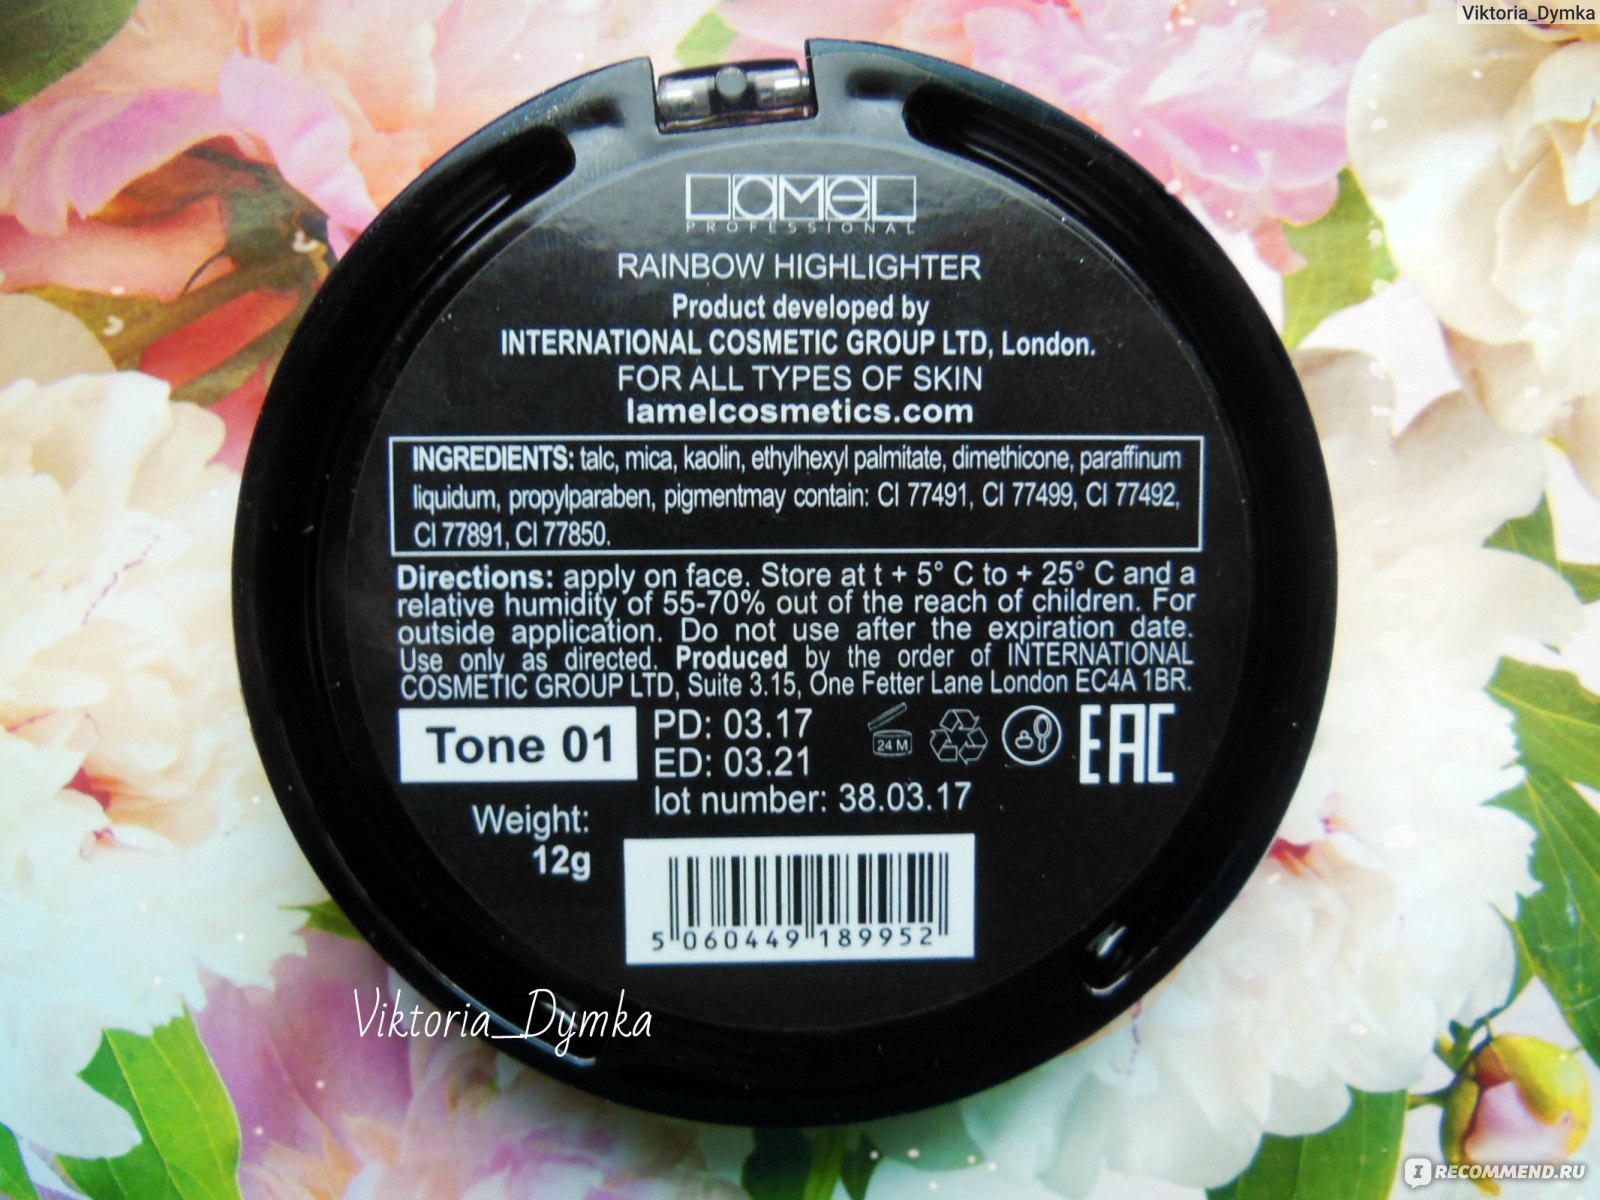 Viktoria_Dymka
LAMEL
PROFESSIONAL
RAINBOW HIGHLIGHTER
Product developed by
INTERNATIONAL COSMETIC GROUP LTD, London.
FOR ALL TYPES OF SKIN
lamelcosmetics.com
INGREDIENTS: talc, mica, kaolin, ethylhexyl palmitate, dimethicone, paraffinum
liquidum, propylparaben, pigmentmay contain: CI 77491, CI 77499, CI 77492,
CI 77891, CI 77850.
Directions: apply on face. Store at t + 5° C to + 25° C and a
relative humidity of 55-70% out of the reach of children. For
outside application. Do not use after the expiration date.
Use only as directed. Produced by the order of INTERNATIONAL
COSMETIC GROUP LTD, Suite 3.15, One Fetter Lane London EC4A 1BR.
Tone 01
PD: 03.17
ED: 03.21
lot number: 38.03.17
24 M
EAC
Weight:
12g
5 060449 189952
Viktoria_Dymka
IRECOMMEND.RU